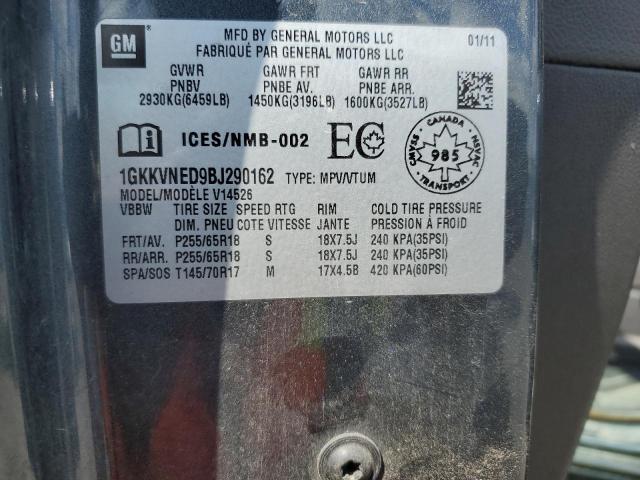 GM
MFD BY GENERAL MOTORS LLC 01/11
FABRIQUÉ PAR GENERAL MOTORS LLC
GVWR GAWR FRT GAWR RR
PNBV PNBE AV. PNBE ARR.
2930KG(6459LB) 1450KG(3196LB) 1600KG(3527LB)
ICES/NMB-002 EC
CANADA
CMVSS 985 NSVAC
TRANSPORT
1GKKVNED9BJ290162 TYPE: MPV/VTUM
MODEL/MODÈLE V14526
VBBW TIRE SIZE SPEED RTG RIM COLD TIRE PRESSURE
DIM. PNEU COTE VITESSE JANTE PRESSION À FROID
FRT/AV. P255/65R18 S 18X7.5J 240 KPA(35PSI)
RR/ARR. P255/65R18 S 18X7.5J 240 KPA(35PSI)
SPA/SOS T145/70R17 M 17X4.5B 420 KPA(60PSI)